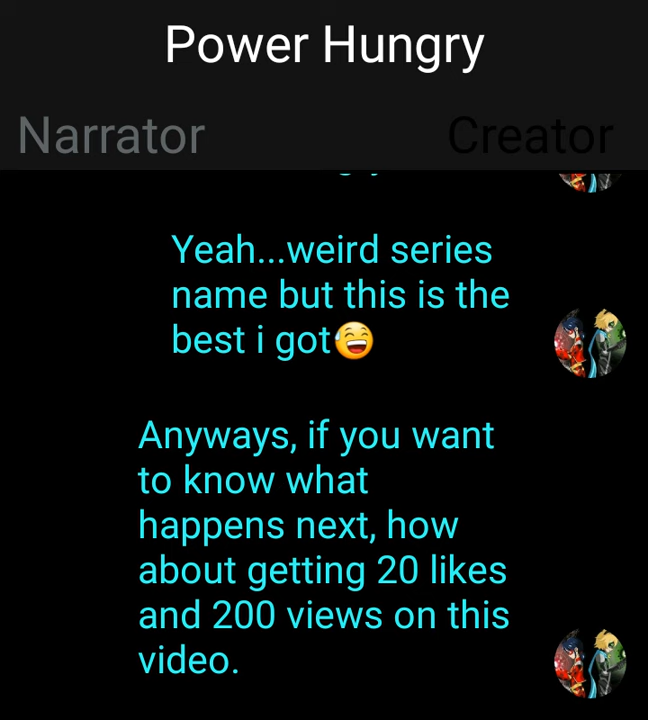 Power Hungry
Narrator
Creator
Yeah...weird series
name but this is the
best i got😅
Anyways, if you want
to know what
happens next, how
about getting 20 likes
and 200 views on this
video.